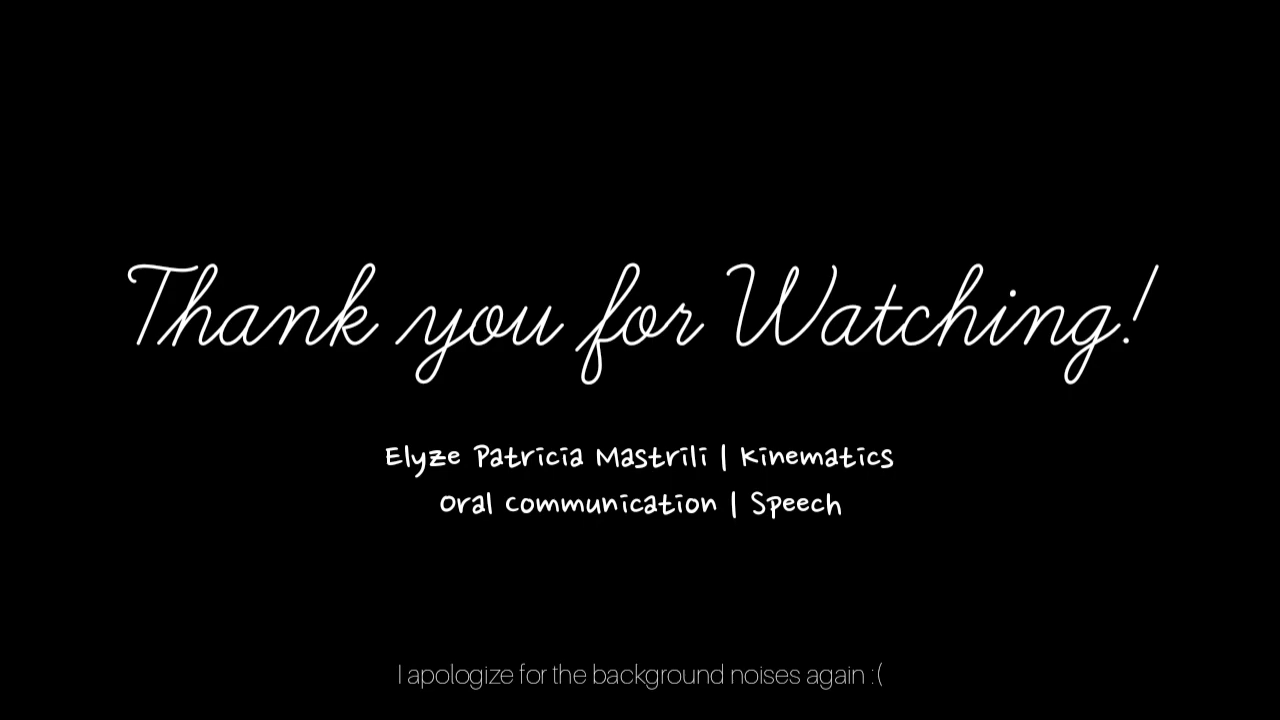 Thank you for Watching!
Elyze Patricia Mastrili | Kinematics
Oral Communication | Speech
I apologize for the background noises again :(